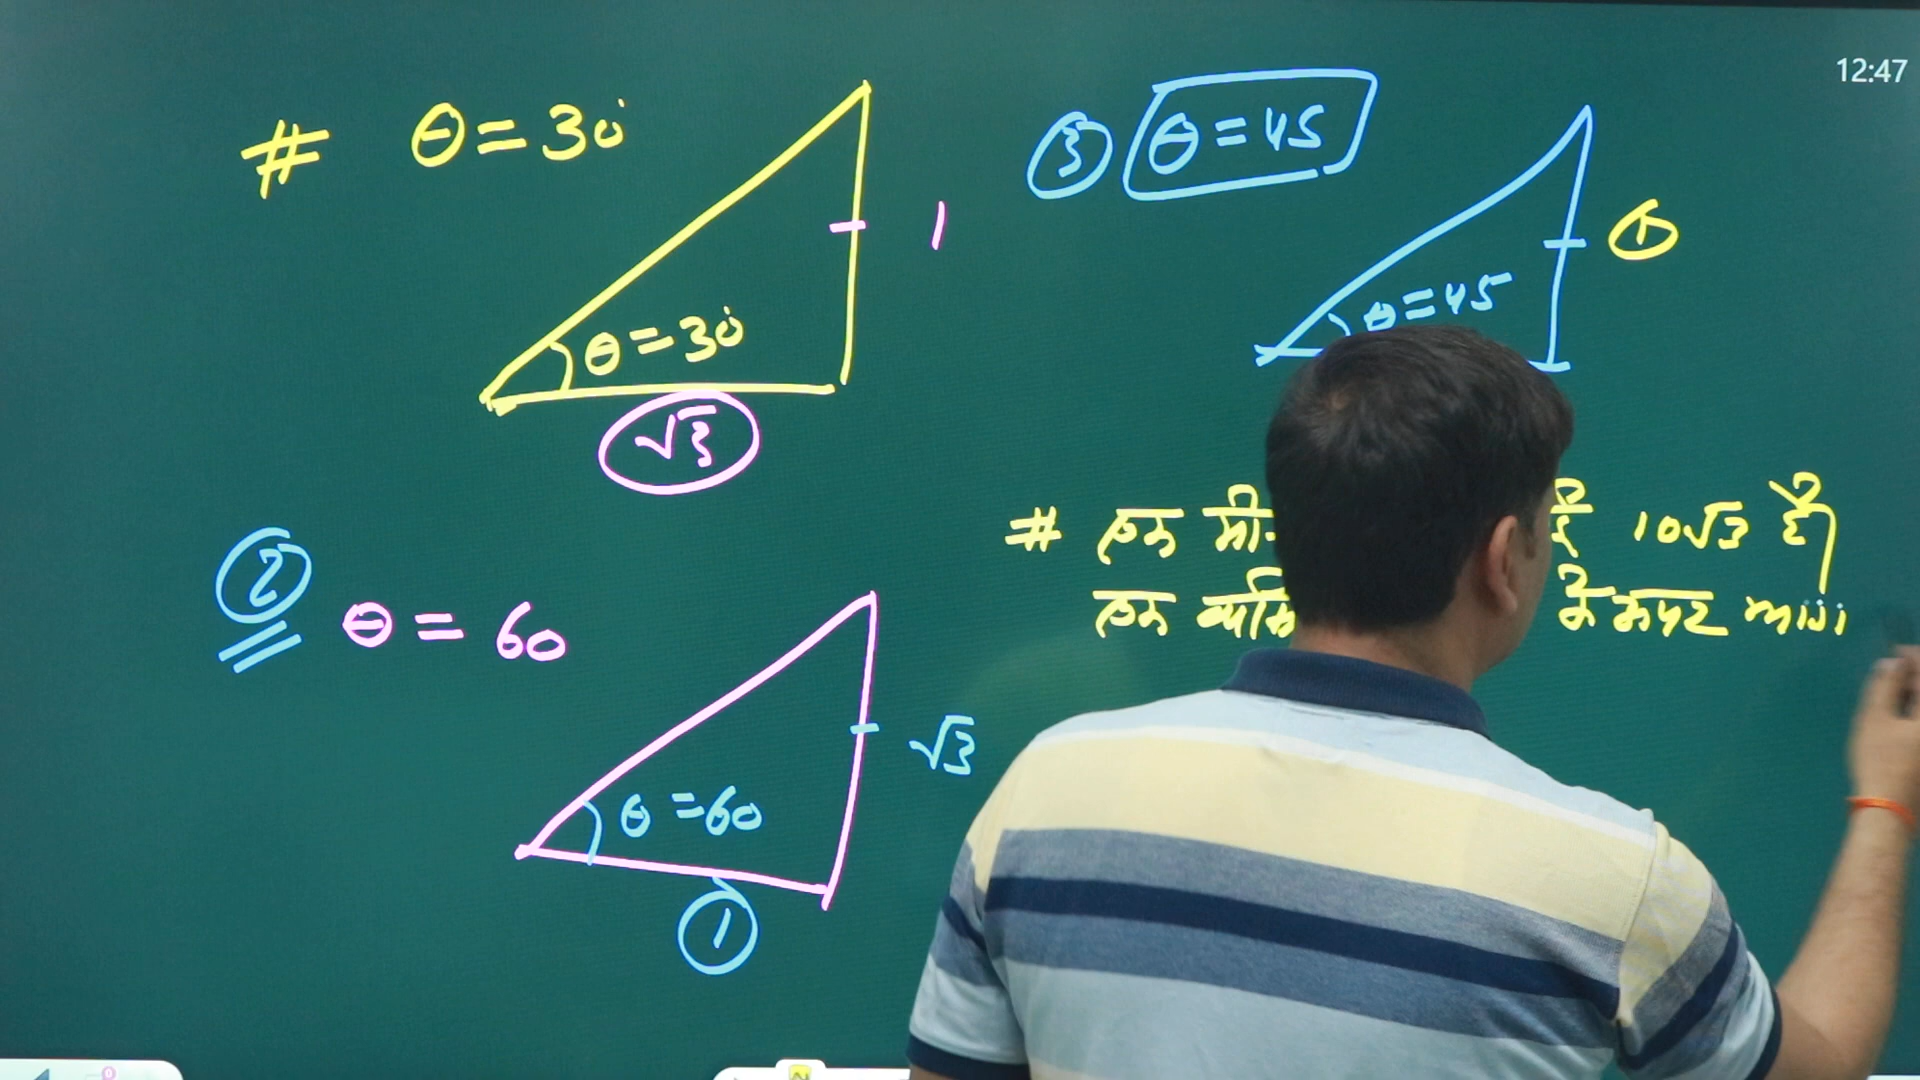 12:47
# θ = 30°
1
θ = 30°
√3
② θ = 60
√3
θ = 60
①
③ θ = 45
①
θ = 45
# एक 10√3 है।
एक के ऊपर